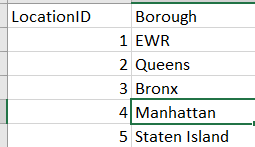 LocationID Borough
1 EWR
2 Queens
3 Bronx
4 Manhattan
5 Staten Island